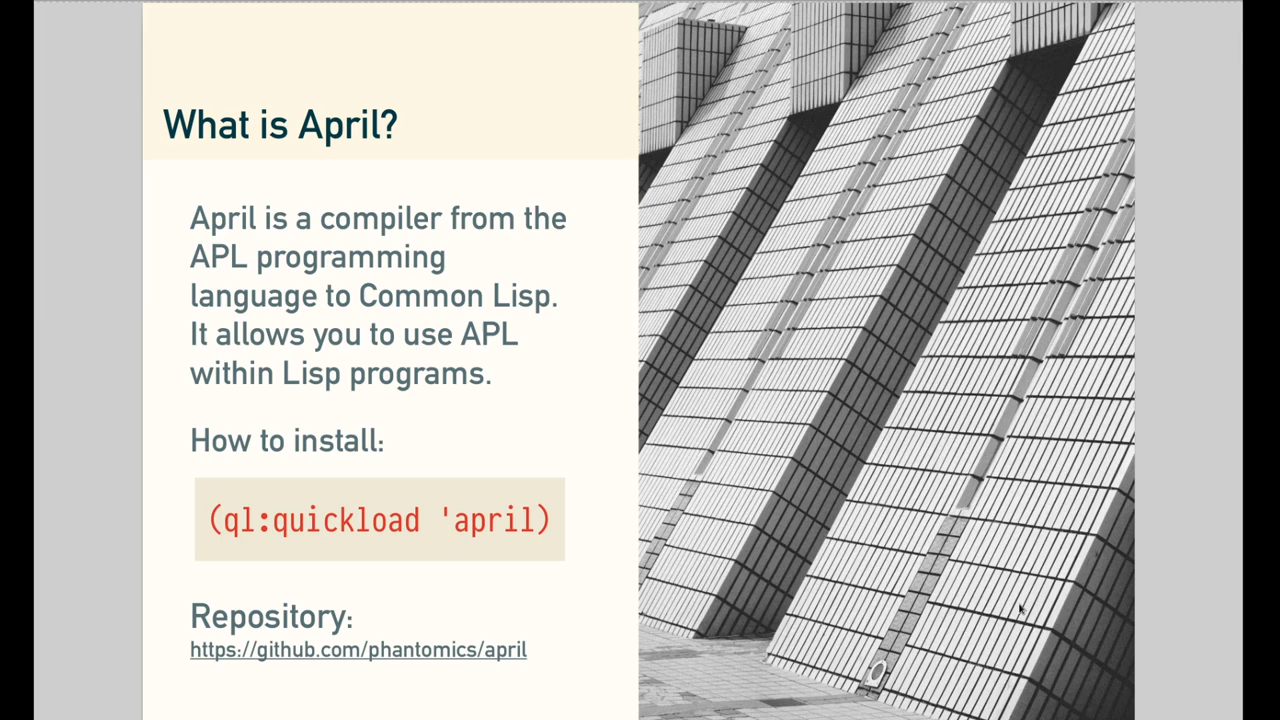 What is April?
April is a compiler from the
APL programming
language to Common Lisp.
It allows you to use APL
within Lisp programs.
How to install:
(ql:quickload 'april)
Repository:
https://github.com/phantomics/april